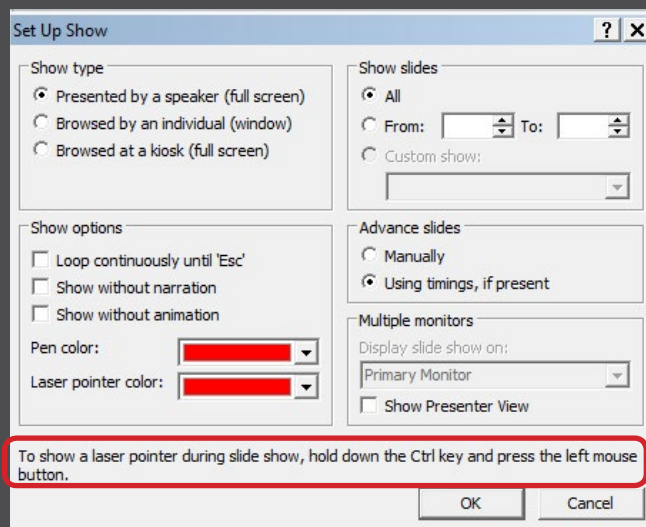 Set Up Show
Show type
Presented by a speaker (full screen)
Browsed by an individual (window)
Browsed at a kiosk (full screen)
Show slides
All
From: To:
Custom show:
Show options
Loop continuously until 'Esc'
Show without narration
Show without animation
Pen color:
Laser pointer color:
Advance slides
Manually
Using timings, if present
Multiple monitors
Display slide show on:
Primary Monitor
Show Presenter View
To show a laser pointer during slide show, hold down the Ctrl key and press the left mouse
button.
OK Cancel